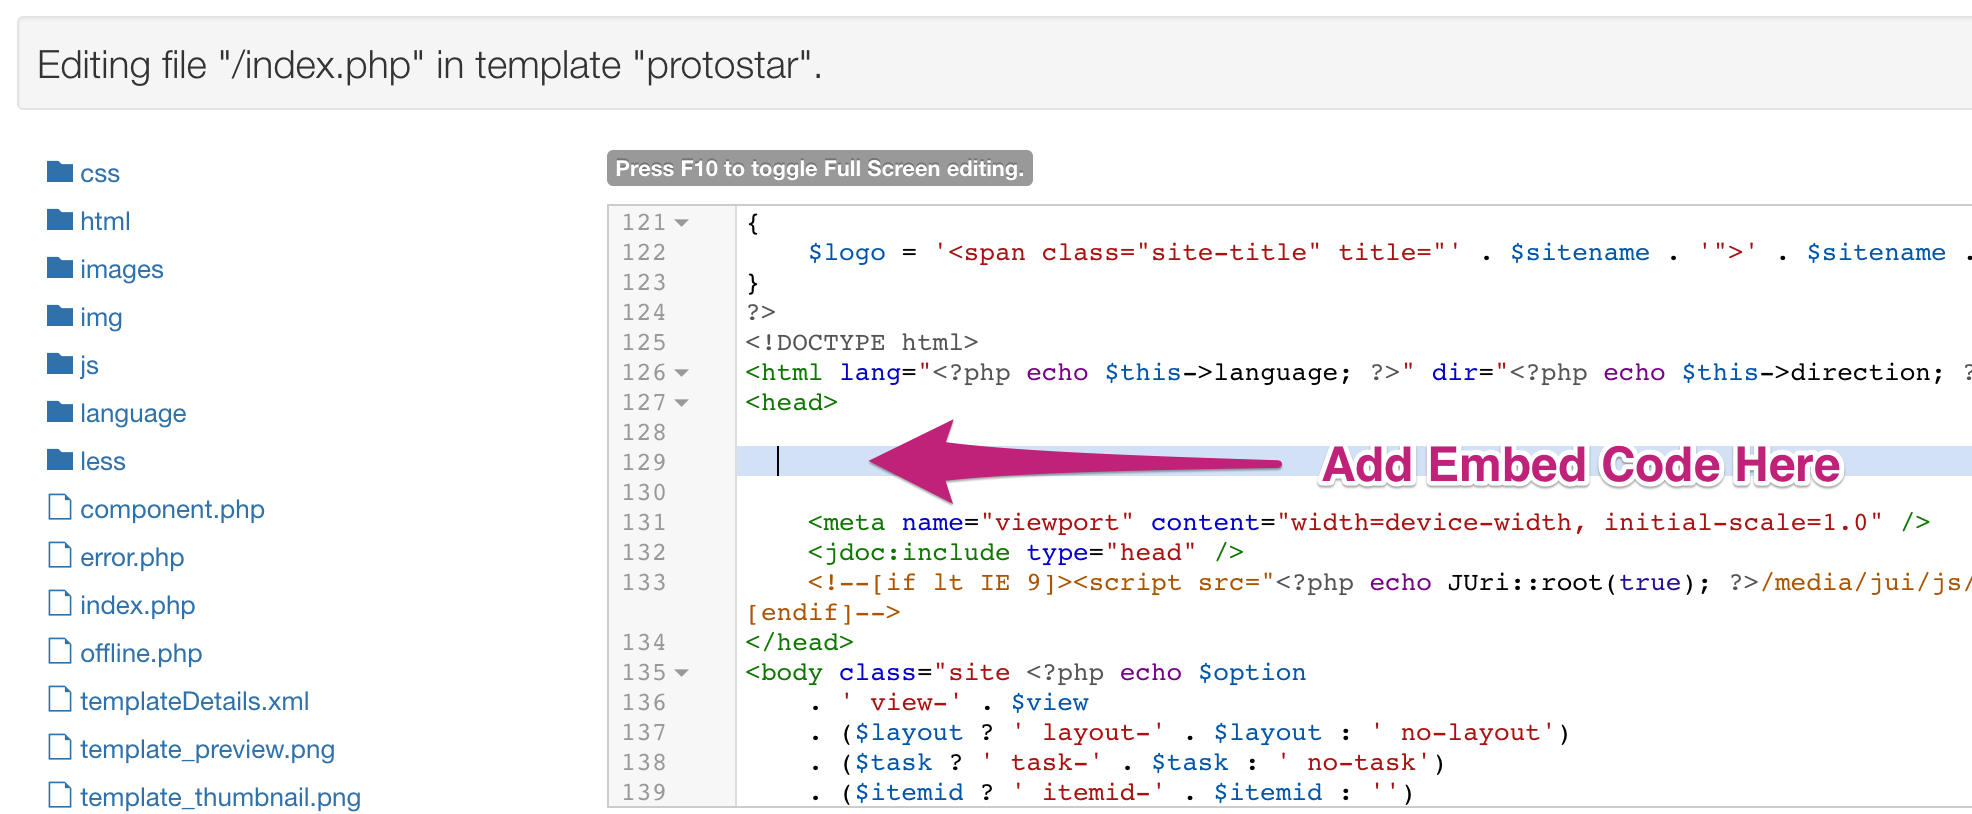 Editing file "/index.php" in template "protostar".
css
html
images
img
js
language
less
component.php
error.php
index.php
offline.php
templateDetails.xml
template_preview.png
template_thumbnail.png
Press F10 to toggle Full Screen editing.
121 {
122 $logo = '<span class="site-title" title="' . $sitename . '">' . $sitename .
123 }
124 ?>
125 <!DOCTYPE html>
126 <html lang="<?php echo $this->language; ?>" dir="<?php echo $this->direction; ?
127 <head>
128
129 Add Embed Code Here
130
131 <meta name="viewport" content="width=device-width, initial-scale=1.0" />
132 <jdoc:include type="head" />
133 <!--[if lt IE 9]><script src="<?php echo JUri::root(true); ?>/media/jui/js/
[endif]-->
134 </head>
135 <body class="site <?php echo $option
136 . ' view-' . $view
137 . ($layout ? ' layout-' . $layout : ' no-layout')
138 . ($task ? ' task-' . $task : ' no-task')
139 . ($itemid ? ' itemid-' . $itemid : '')